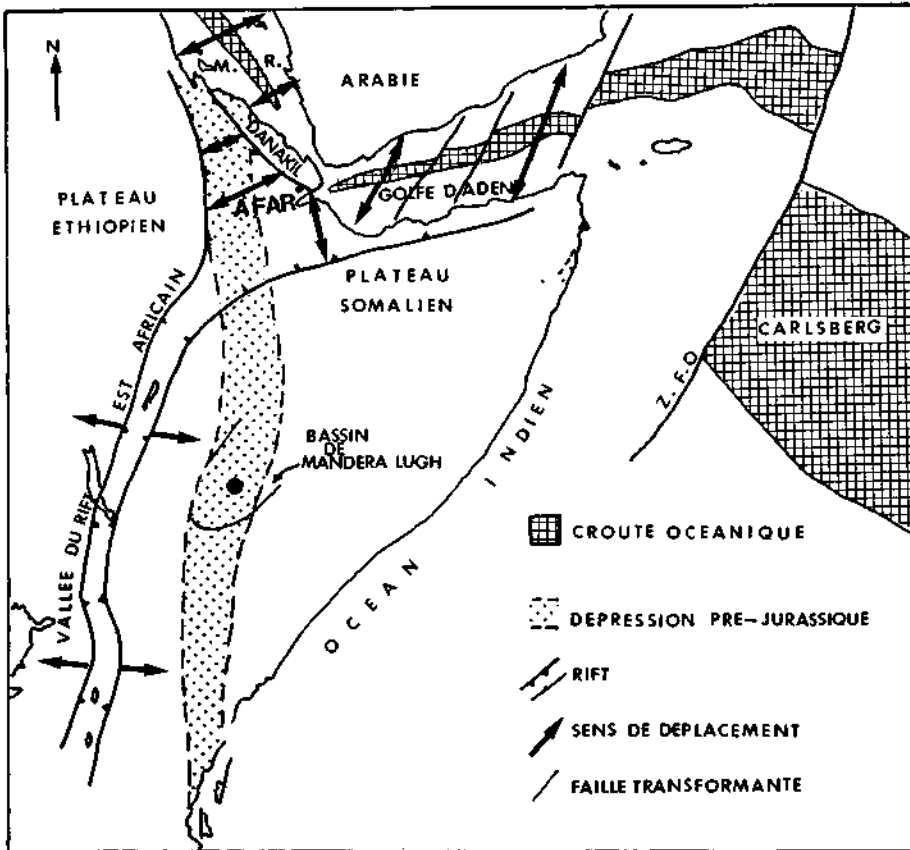 N
M. R.
ARABIE
DANAKIL
GOLFE D'ADEN
AFAR
PLATEAU
ETHIOPIEN
PLATEAU
SOMALIEN
VALLEE DU RIFT EST AFRICAIN
CARLSBERG
Z.F.O
BASSIN
DE
MANDERA LUGH
OCEAN INDIEN
CROUTE OCEANIQUE
DEPRESSION PRE-JURASSIQUE
RIFT
SENS DE DEPLACEMENT
FAILLE TRANSFORMANTE